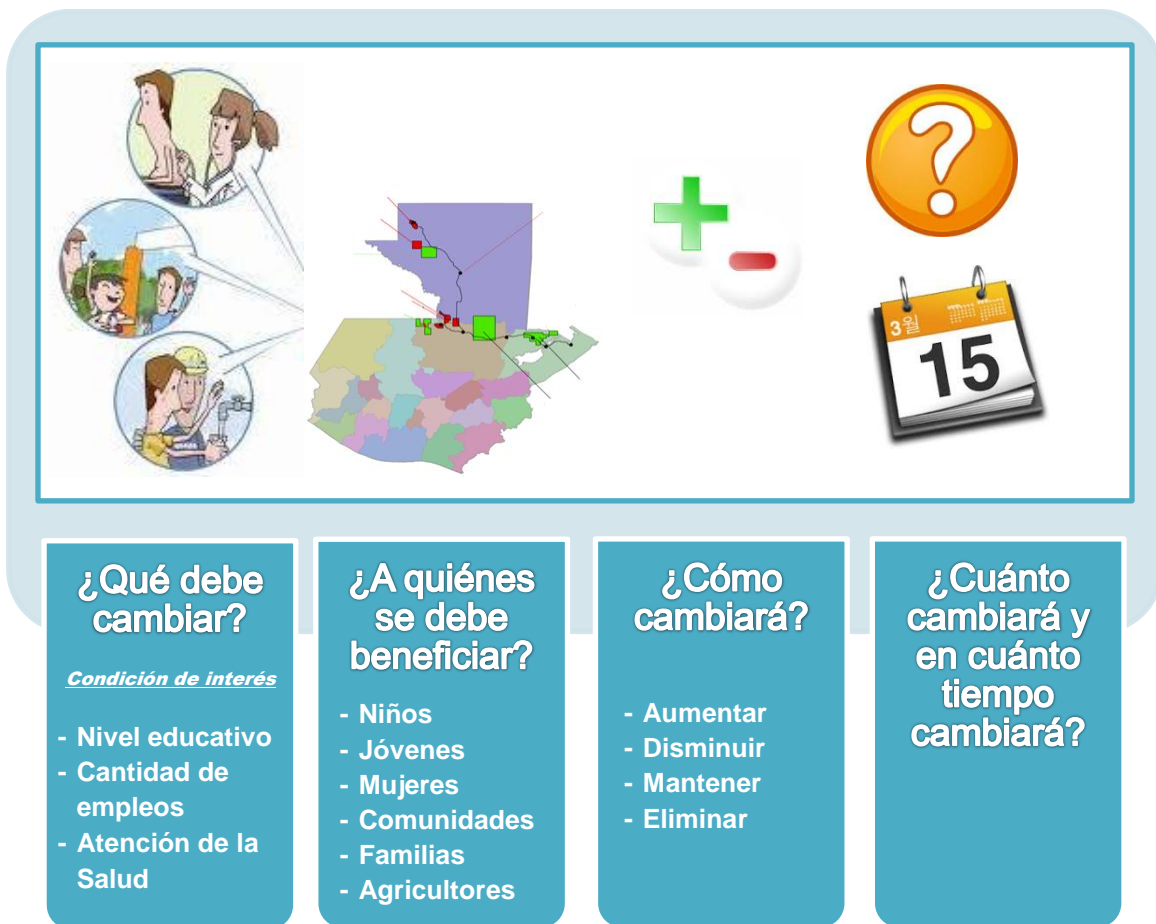 3월
15
¿Qué debe
cambiar?
Condición de interés
- Nivel educativo
- Cantidad de
empleos
- Atención de la
Salud
¿A quiénes
se debe
beneficiar?
- Niños
- Jóvenes
- Mujeres
- Comunidades
- Familias
- Agricultores
¿Cómo
cambiará?
- Aumentar
- Disminuir
- Mantener
- Eliminar
¿Cuánto
cambiará y
en cuánto
tiempo
cambiará?